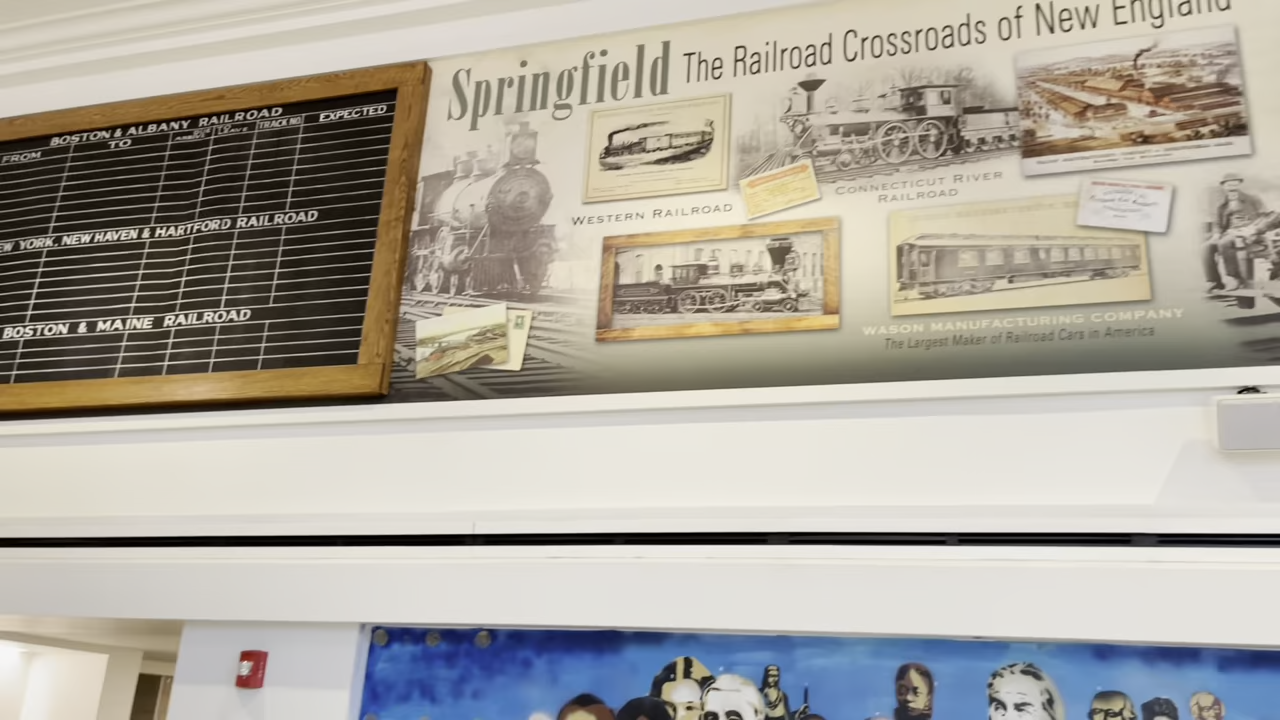 Springfield The Railroad Crossroads of New England
BOSTON & ALBANY RAILROAD
FROM TO LEAVE TRACK NO. EXPECTED
NEW YORK, NEW HAVEN & HARTFORD RAILROAD
BOSTON & MAINE RAILROAD
WESTERN RAILROAD
CONNECTICUT RIVER
RAILROAD
WASON MANUFACTURING COMPANY
The Largest Maker of Railroad Cars in America